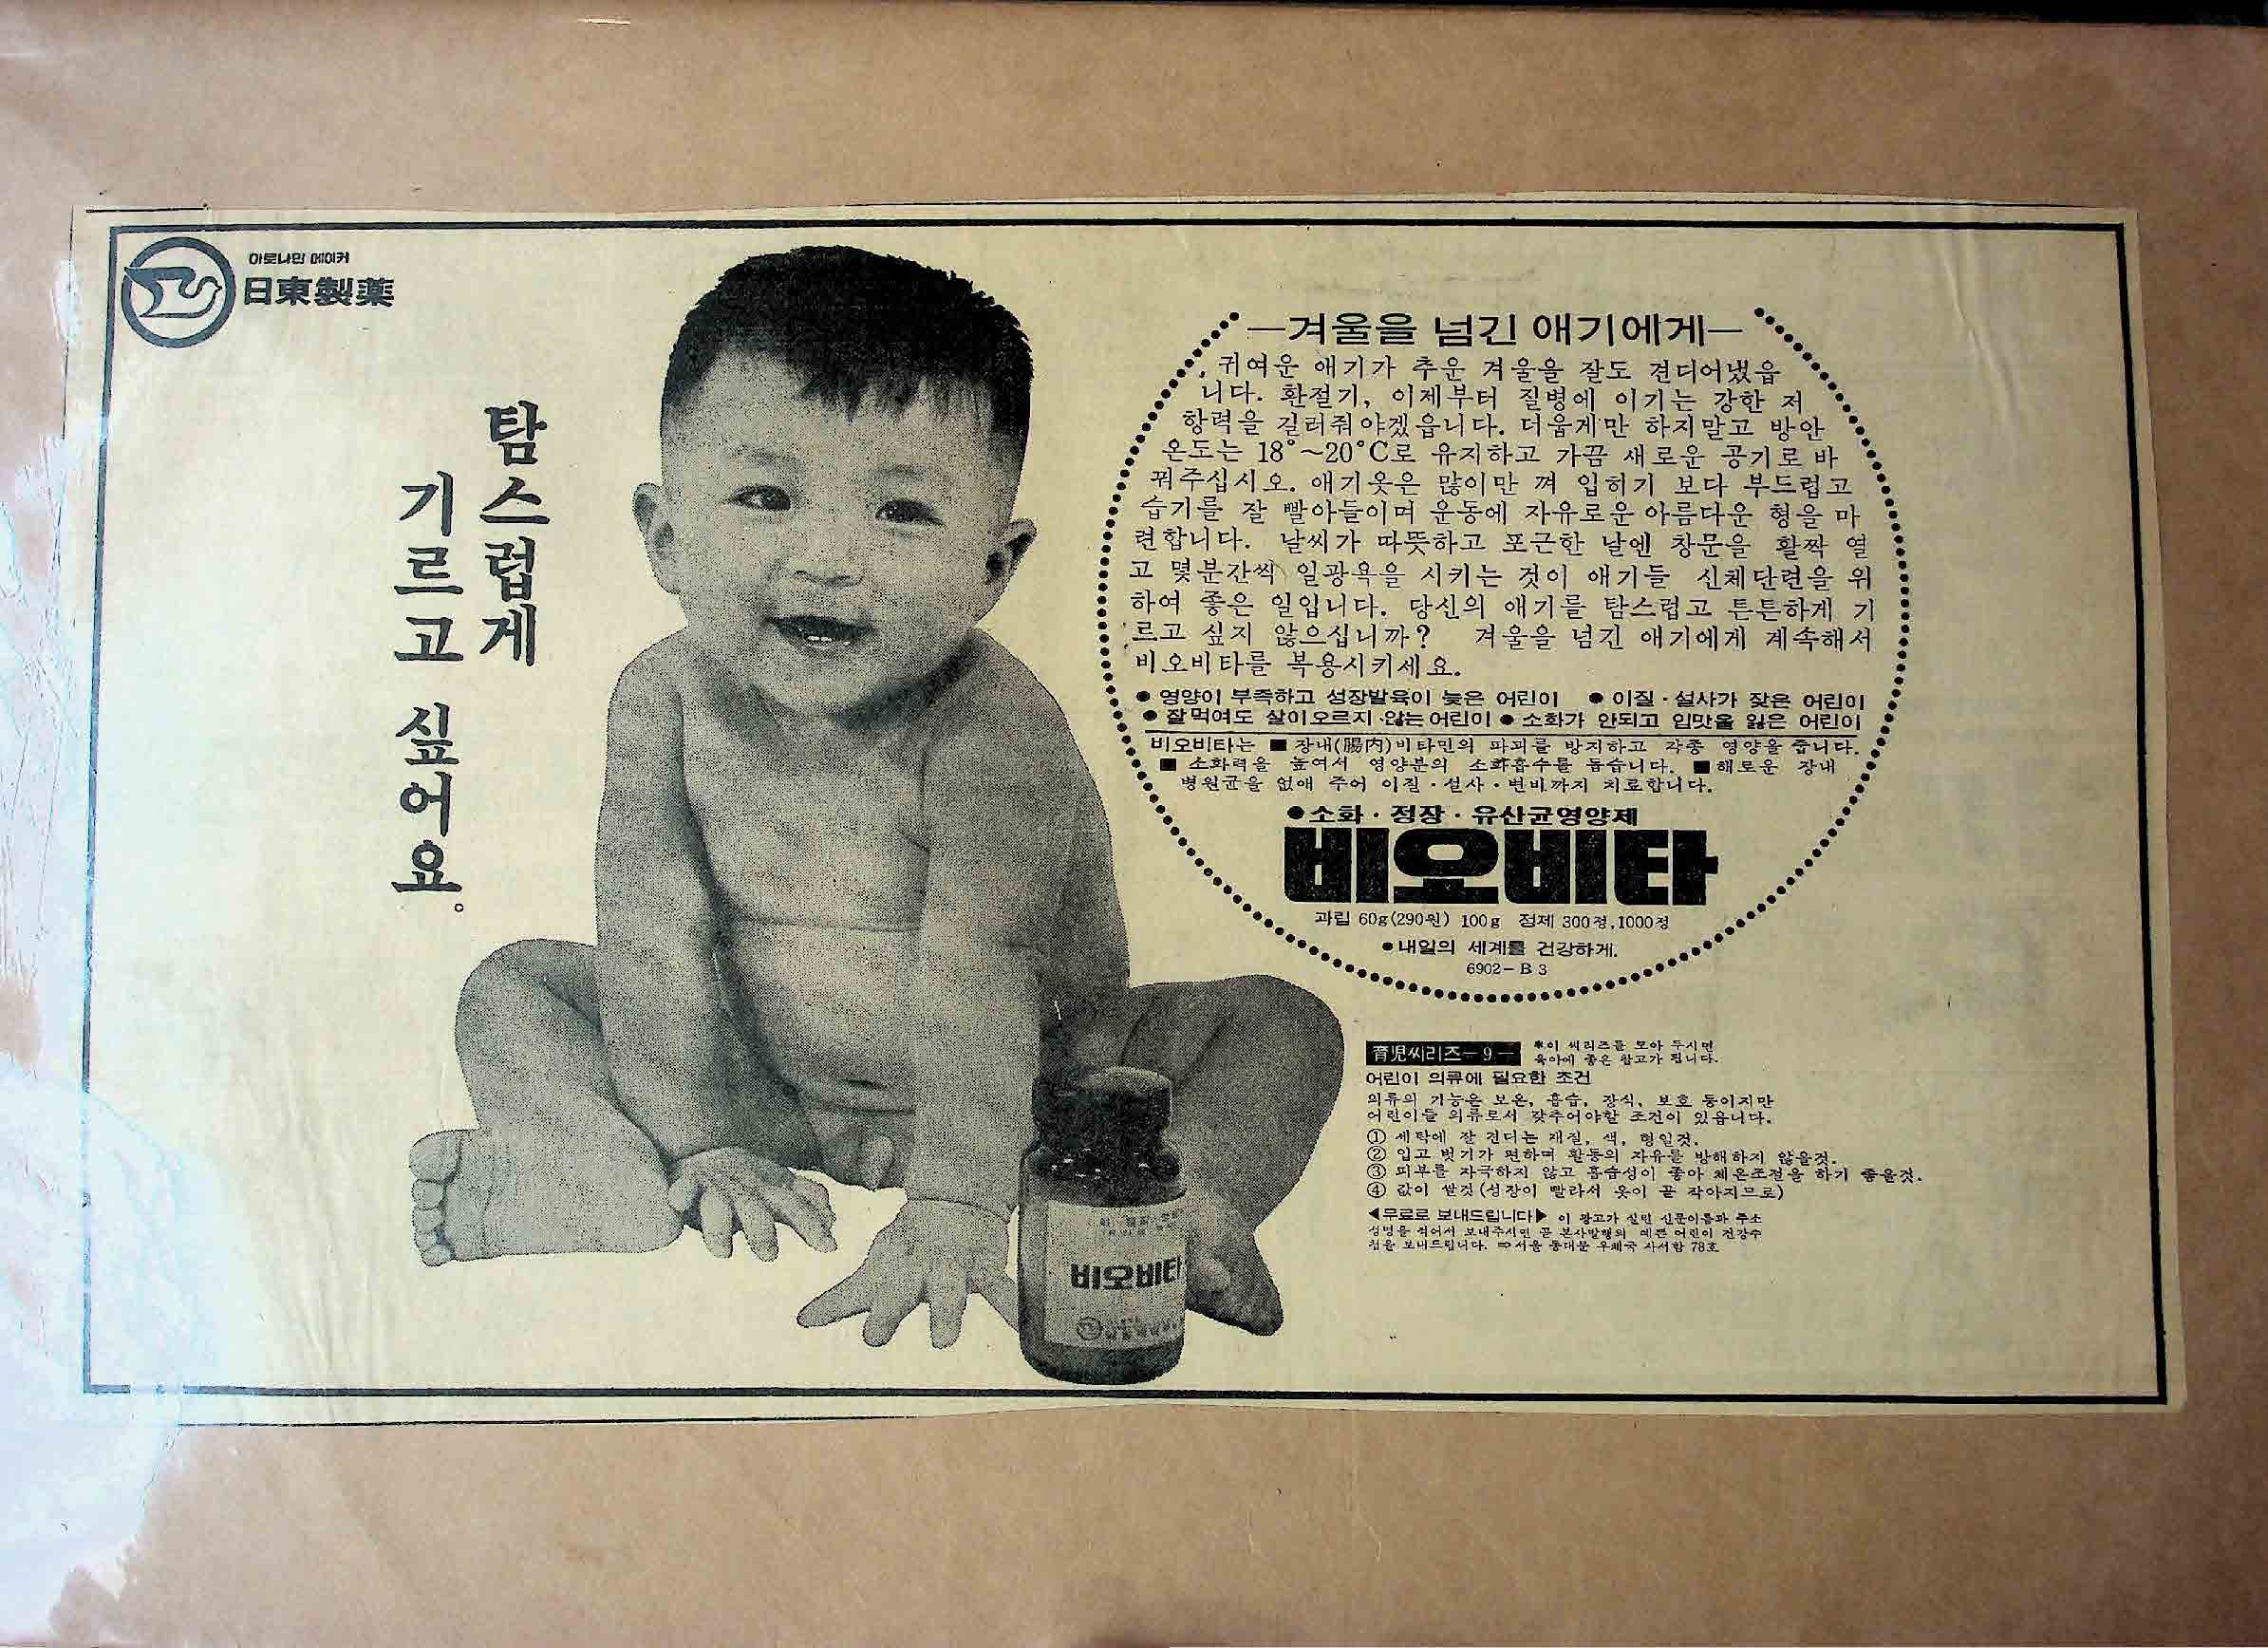 아로나민 메이커
日東製薬
탐스럽게
기르고 싶어요。
—겨울을 넘긴 애기에게—
귀여운 애기가 추운 겨울을 잘도 견디어냈읍
니다. 환절기, 이제부터 질병에 이기는 강한 저
항력을 길러줘야겠읍니다. 더웁게만 하지말고 방안
온도는 18°~20°C로 유지하고 가끔 새로운 공기로 바
꿔주십시오. 애기옷은 많이만 껴 입히기 보다 부드럽고
습기를 잘 빨아들이며 운동에 자유로운 아름다운 형을 마
련합니다. 날씨가 따뜻하고 포근한 날엔 창문을 활짝 열
고 몇분간씩 일광욕을 시키는 것이 애기들 신체단련을 위
하여 좋은 일입니다. 당신의 애기를 탐스럽고 튼튼하게 기
르고 싶지 않으십니까? 겨울을 넘긴 애기에게 계속해서
비오비타를 복용시키세요.
● 영양이 부족하고 성장발육이 늦은 어린이 ● 이질·설사가 잦은 어린이
● 잘먹여도 살이오르지 않는 어린이 ● 소화가 안되고 입맛을 잃은 어린이
비오비타는 ■ 장내(腸内)비타민의 파괴를 방지하고 각종 영양을 줍니다.
■ 소화력을 높여서 영양분의 소화흡수를 돕습니다. ■ 해로운 장내
병원균을 없애 주어 이질·설사·변비까지 치료합니다.
●소화·정장·유산균영양제
비오비타
과립 60g(290원) 100g 정제 300정,1000정
●내일의 세계를 건강하게.
6902-B3
育児씨리즈-9- ＊이 씨리즈를 모아 두시면
육아에 좋은 참고가 됩니다.
어린이 의류에 필요한 조건
의류의 기능은 보온, 흡습, 장식, 보호 등이지만
어린이들 의류로서 갖추어야할 조건이 있읍니다.
① 세탁에 잘 견디는 재질, 색, 형일것.
② 입고 벗기가 편하며 활동의 자유를 방해하지 않을것.
③ 피부를 자극하지 않고 흡습성이 좋아 체온조절을 하기 좋을것.
④ 값이 쌀것(성장이 빨라서 옷이 곧 작아지므로)
◀무료로 보내드립니다▶ 이 광고가 실린 신문이름과 주소
성명을 적어서 보내주시면 곧 본사발행의 예쁜 어린이 건강수
첩을 보내드립니다. ⇨서울 동대문 우체국 사서함 78호
비오비타